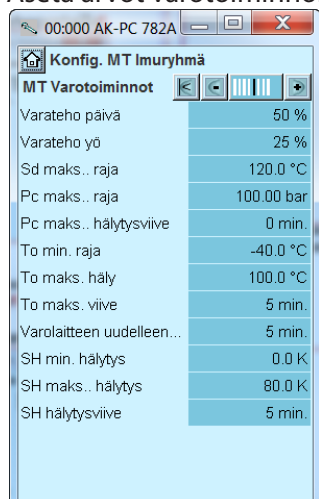 Aseta arvot varotoiminno
00:000 AK-PC 782A
Konfig. MT Imuryhmä
MT Varotoiminnot
Varateho päivä 50 %
Varateho yö 25 %
Sd maks.. raja 120.0 °C
Pc maks.. raja 100.00 bar
Pc maks.. hälytysviive 0 min.
To min. raja -40.0 °C
To maks. häly 100.0 °C
To maks. viive 5 min.
Varolaitteen uudelleen... 5 min.
SH min. hälytys 0.0 K
SH maks.. hälytys 80.0 K
SH hälytysviive 5 min.